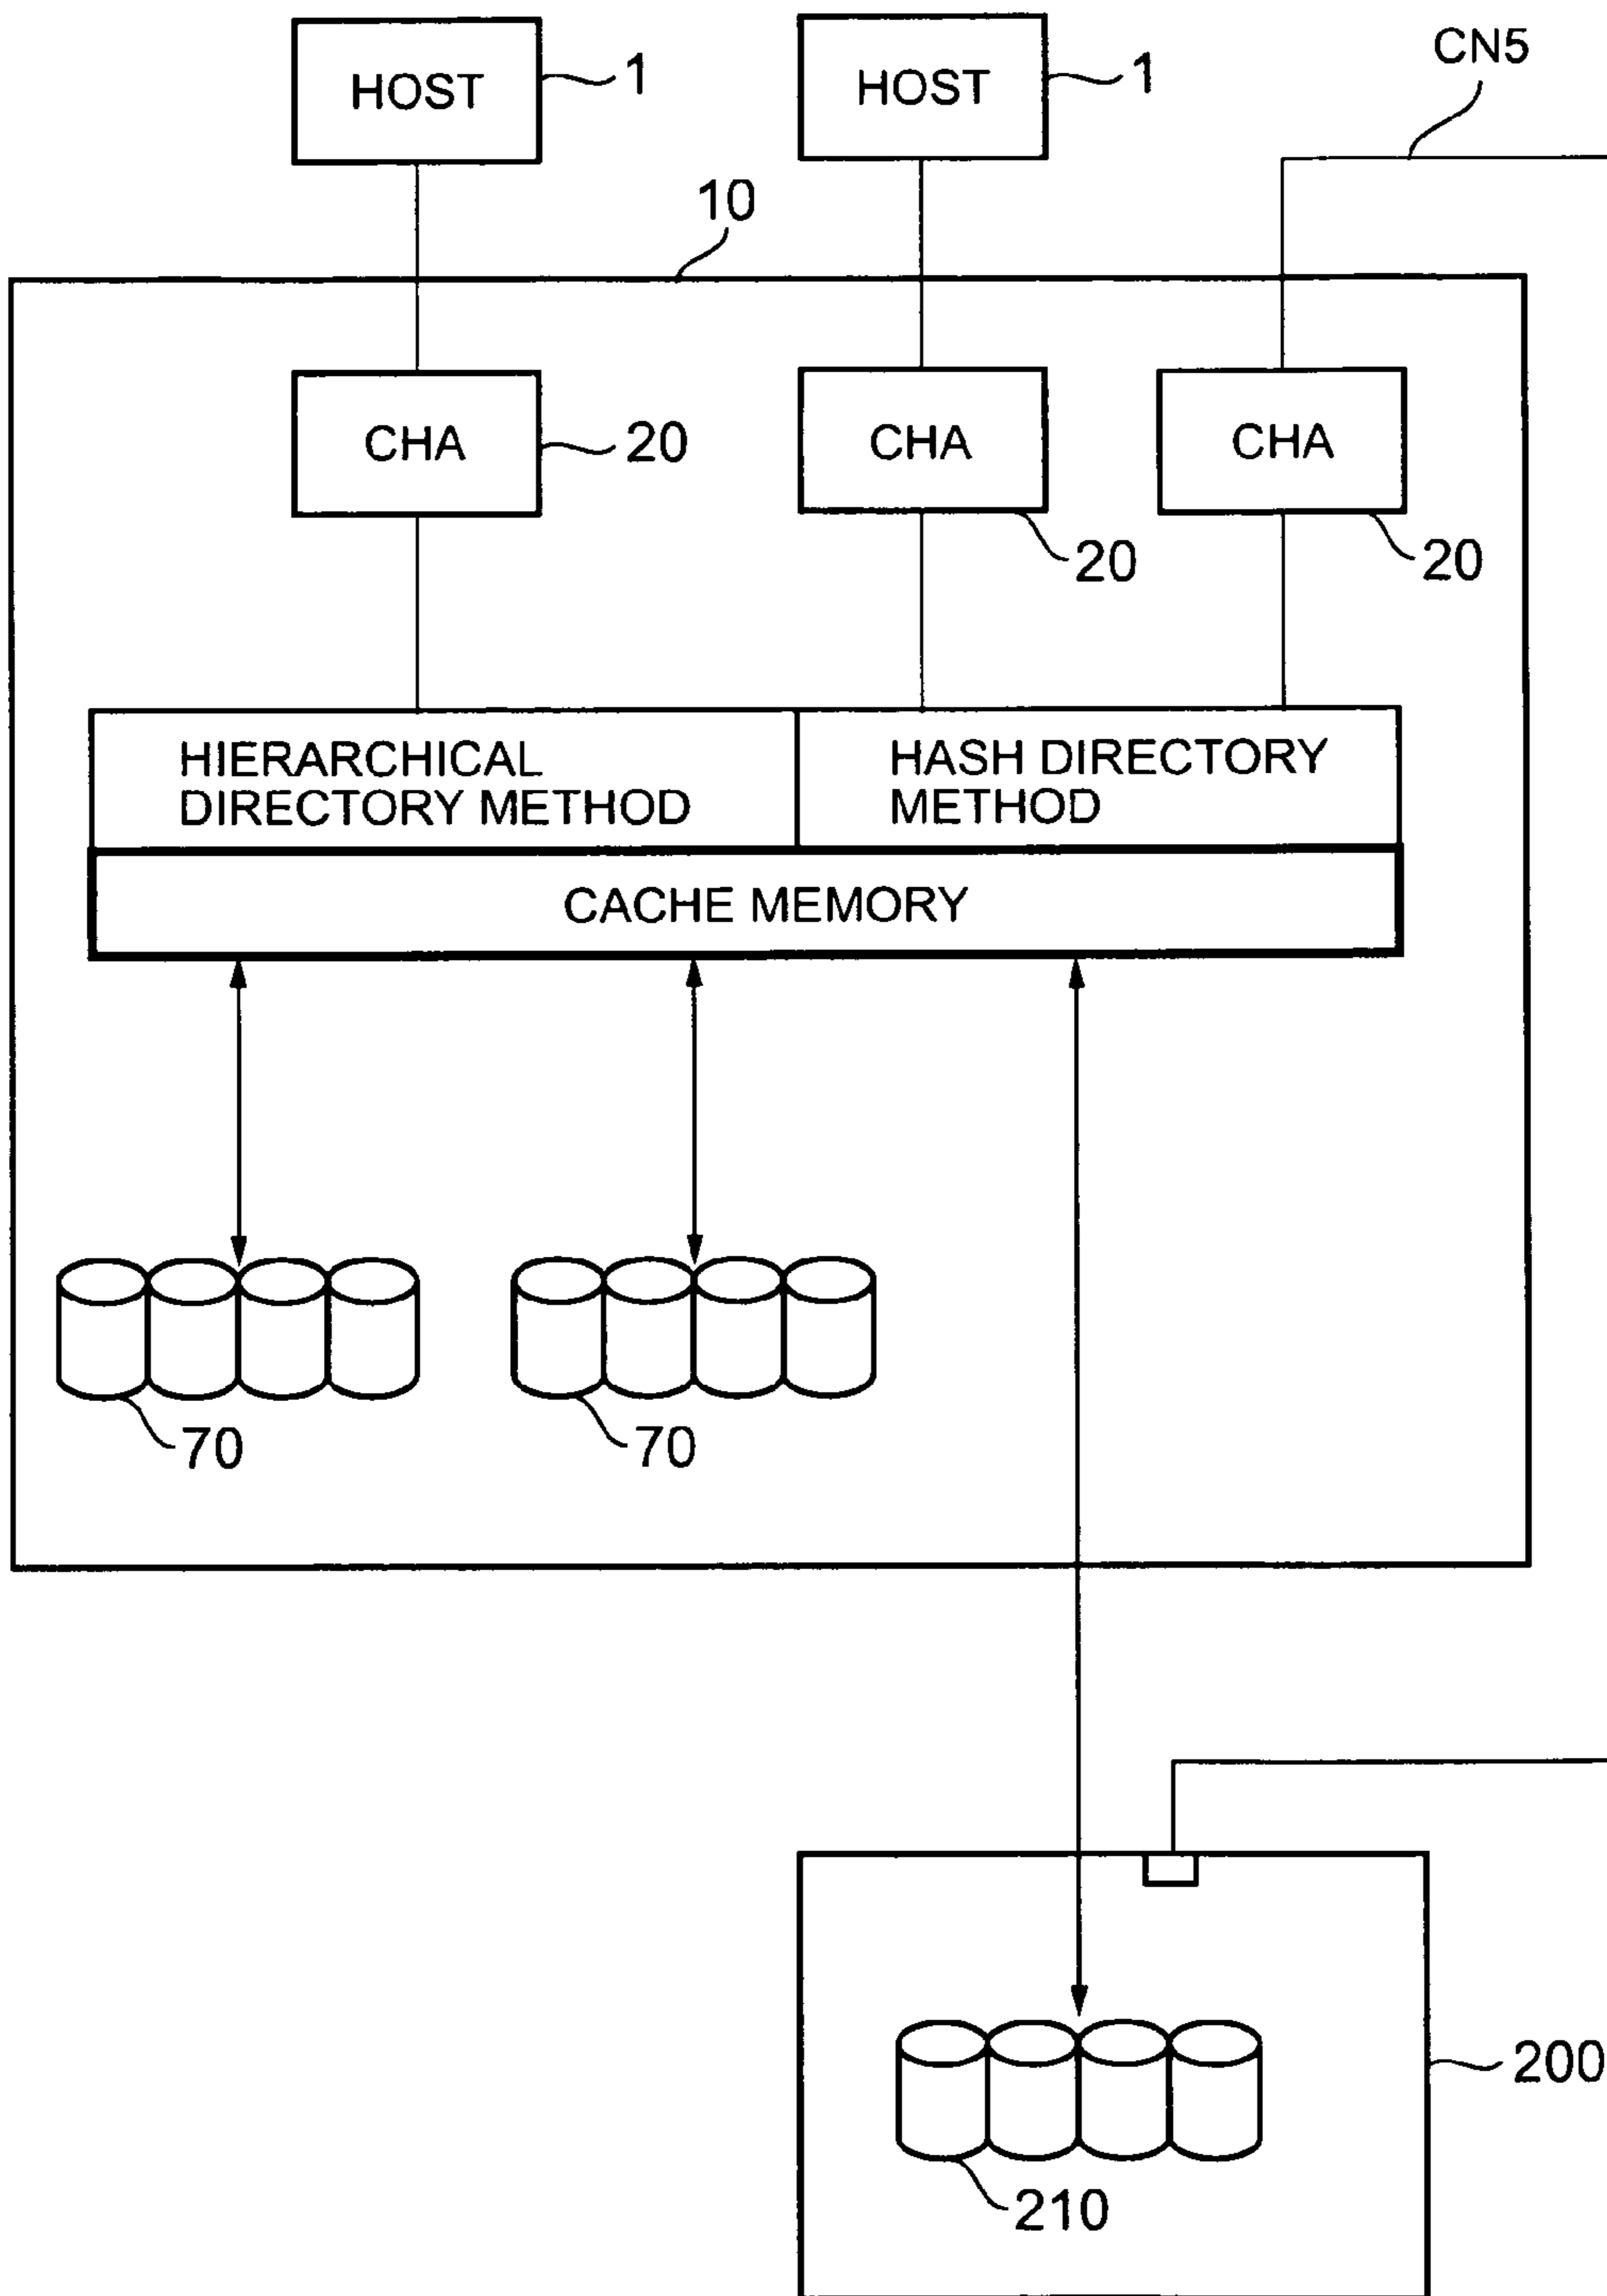 HOST
1
HOST
1
CN5
10
CHA
20
CHA
20
CHA
20
HIERARCHICAL
DIRECTORY METHOD
HASH DIRECTORY
METHOD
CACHE MEMORY
70
70
200
210